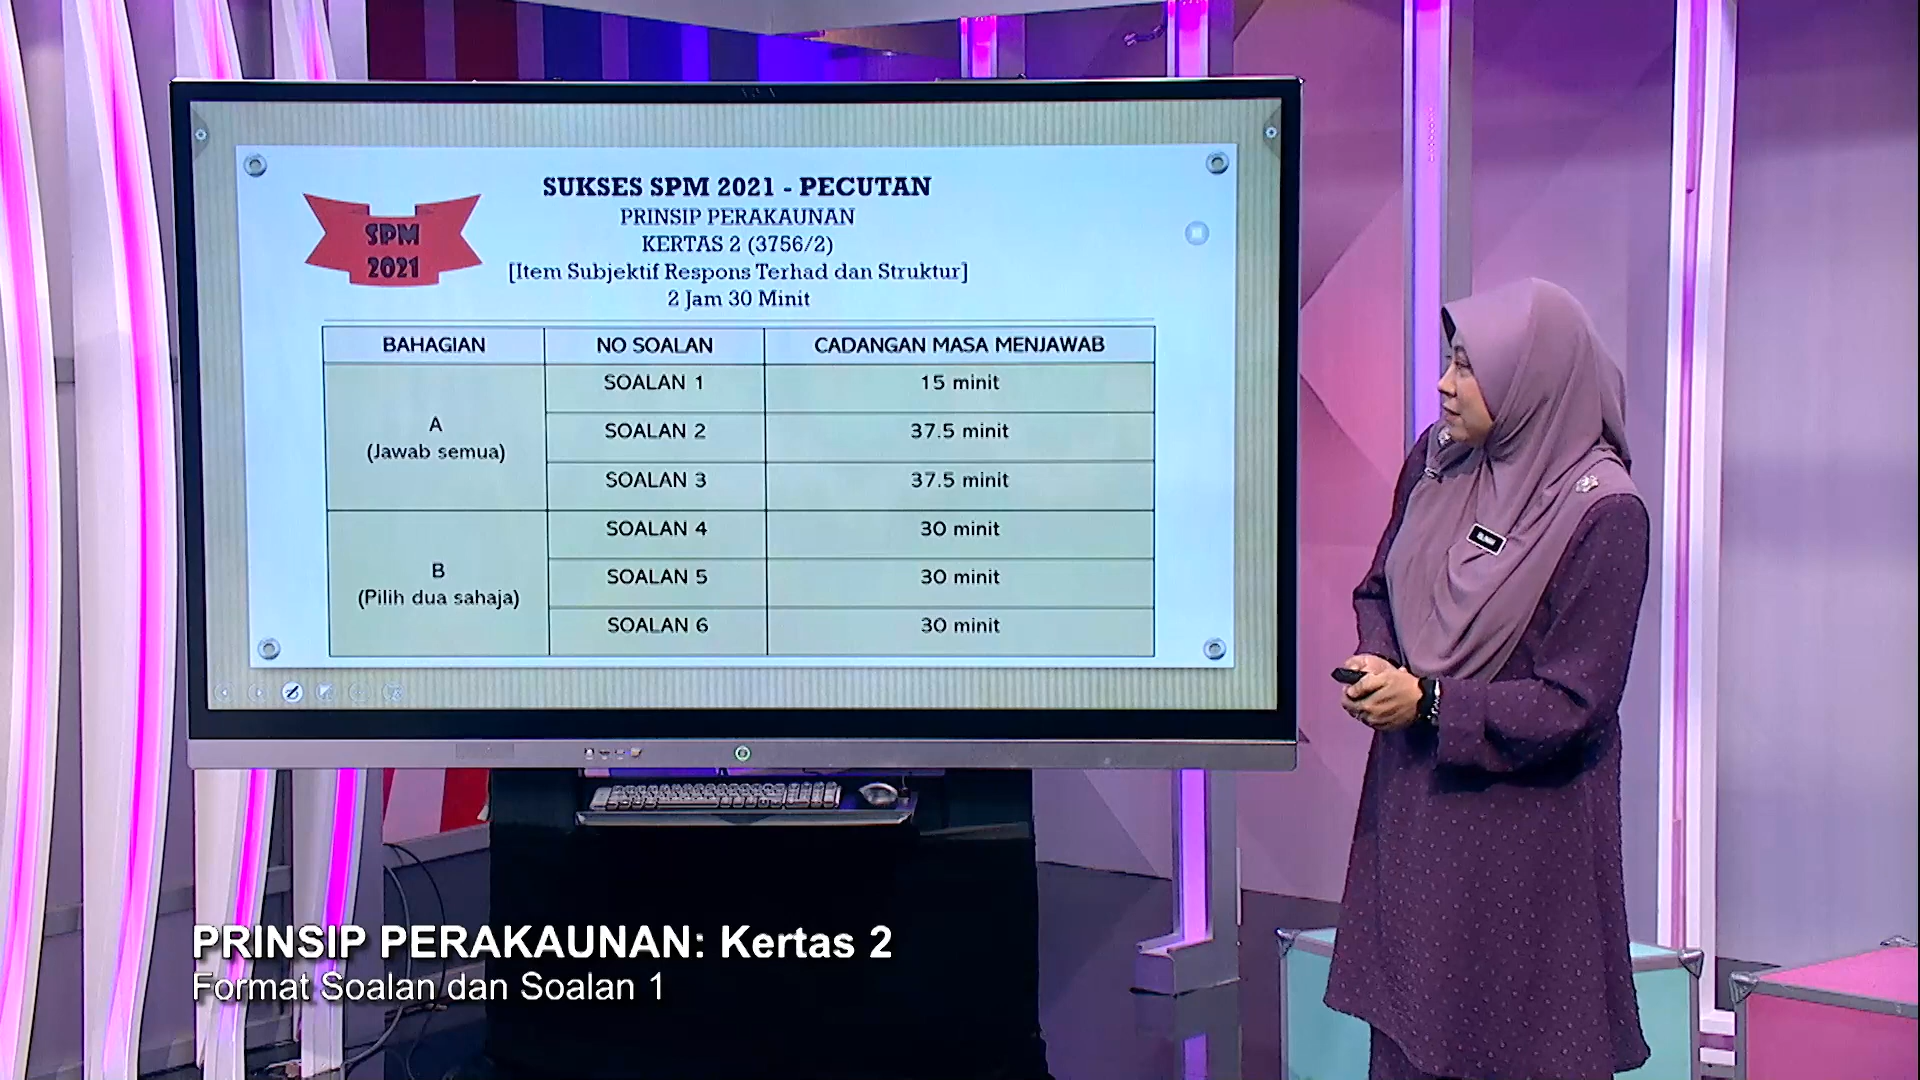 SUKSES SPM 2021 - PECUTAN
PRINSIP PERAKAUNAN
KERTAS 2 (3756/2)
[Item Subjektif Respons Terhad dan Struktur]
2 Jam 30 Minit
SPM
2021
BAHAGIAN NO SOALAN CADANGAN MASA MENJAWAB
A
(Jawab semua)
SOALAN 1 15 minit
SOALAN 2 37.5 minit
SOALAN 3 37.5 minit
B
(Pilih dua sahaja)
SOALAN 4 30 minit
SOALAN 5 30 minit
SOALAN 6 30 minit
PRINSIP PERAKAUNAN: Kertas 2
Format Soalan dan Soalan 1